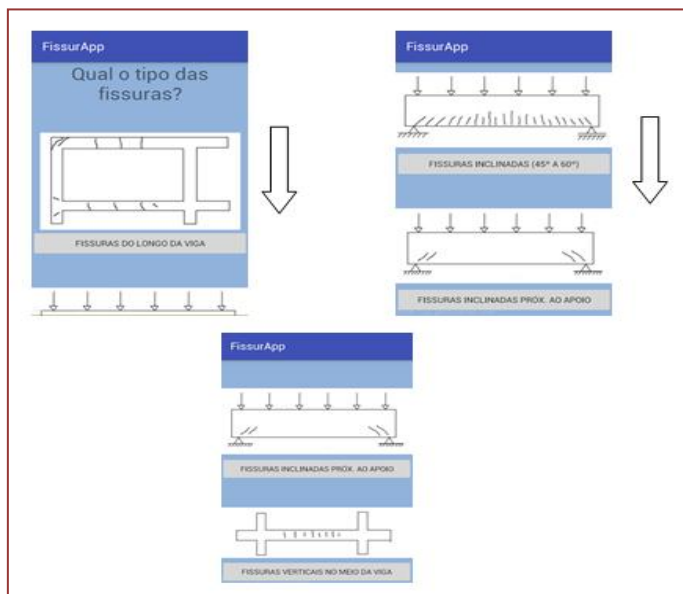 FissurApp
Qual o tipo das
fissuras?
FISSURAS DO LONGO DA VIGA
FissurApp
FISSURAS INCLINADAS (45° A 60°)
FISSURAS INCLINADAS PRÓX. AO APOIO
FissurApp
FISSURAS INCLINADAS PRÓX. AO APOIO
FISSURAS VERTICAIS NO MEIO DA VIGA